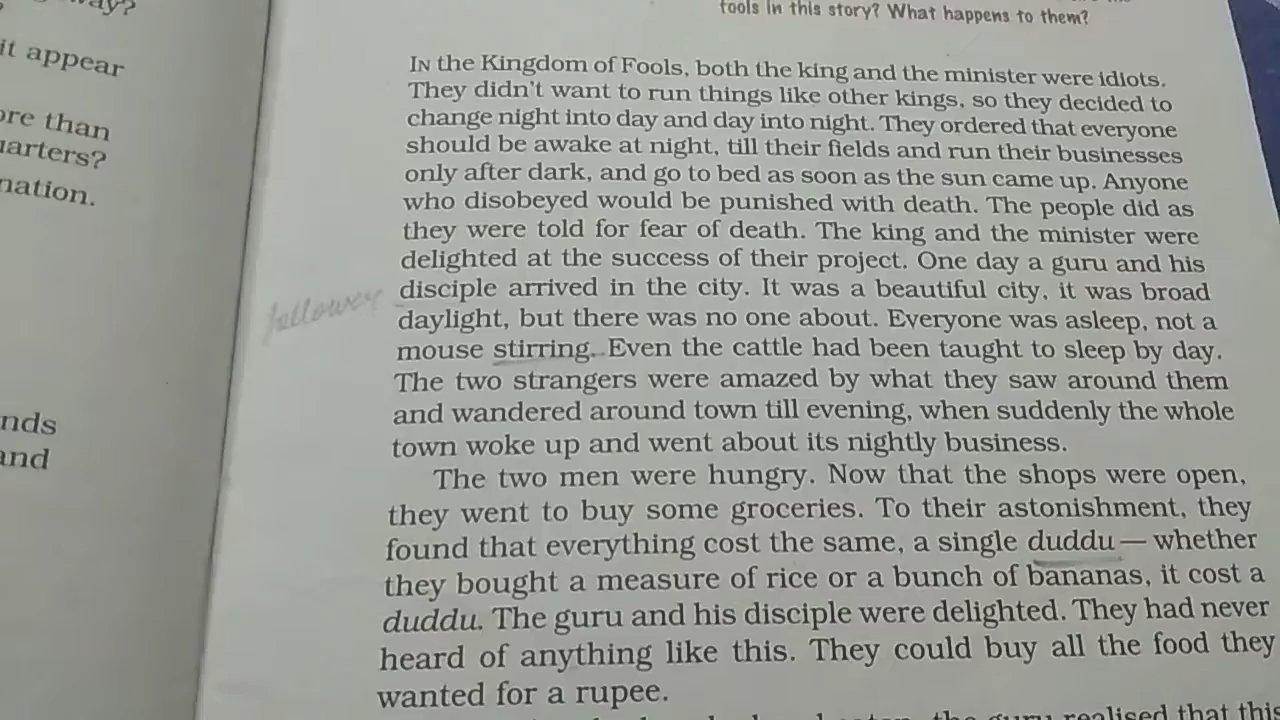 way?
it appear
ore than
uarters?
nation.
nds
and
fools in this story? What happens to them?
IN the Kingdom of Fools, both the king and the minister were idiots.
They didn't want to run things like other kings, so they decided to
change night into day and day into night. They ordered that everyone
should be awake at night, till their fields and run their businesses
only after dark, and go to bed as soon as the sun came up. Anyone
who disobeyed would be punished with death. The people did as
they were told for fear of death. The king and the minister were
delighted at the success of their project. One day a guru and his
follower
disciple arrived in the city. It was a beautiful city, it was broad
daylight, but there was no one about. Everyone was asleep, not a
mouse stirring. Even the cattle had been taught to sleep by day.
The two strangers were amazed by what they saw around them
and wandered around town till evening, when suddenly the whole
town woke up and went about its nightly business.
The two men were hungry. Now that the shops were open,
they went to buy some groceries. To their astonishment, they
found that everything cost the same, a single duddu — whether
they bought a measure of rice or a bunch of bananas, it cost a
duddu. The guru and his disciple were delighted. They had never
heard of anything like this. They could buy all the food they
wanted for a rupee.
the guru realised that this